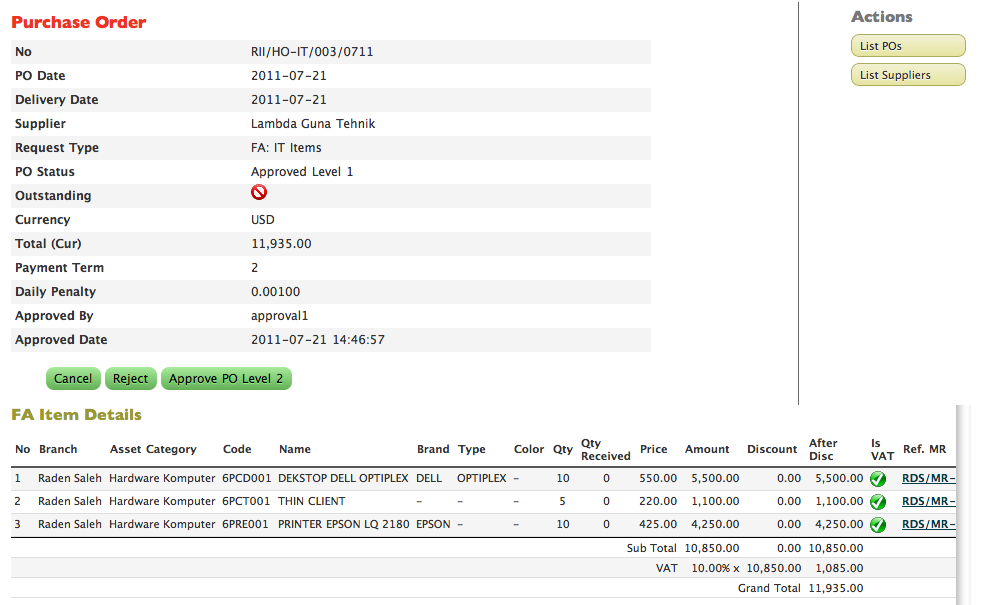 Purchase Order
No RII/HO-IT/003/0711
PO Date 2011-07-21
Delivery Date 2011-07-21
Supplier Lambda Guna Tehnik
Request Type FA: IT Items
PO Status Approved Level 1
Outstanding
Currency USD
Total (Cur) 11,935.00
Payment Term 2
Daily Penalty 0.00100
Approved By approval1
Approved Date 2011-07-21 14:46:57
Cancel Reject Approve PO Level 2
Actions
List POs
List Suppliers
FA Item Details
No Branch Asset Category Code Name Brand Type Color Qty Qty Received Price Amount Discount After Disc Is VAT Ref. MR
1 Raden Saleh Hardware Komputer 6PCD001 DEKSTOP DELL OPTIPLEX DELL OPTIPLEX - 10 0 550.00 5,500.00 0.00 5,500.00 RDS/MR-
2 Raden Saleh Hardware Komputer 6PCT001 THIN CLIENT - - - 5 0 220.00 1,100.00 0.00 1,100.00 RDS/MR-
3 Raden Saleh Hardware Komputer 6PRE001 PRINTER EPSON LQ 2180 EPSON - - 10 0 425.00 4,250.00 0.00 4,250.00 RDS/MR-
Sub Total 10,850.00 0.00 10,850.00
VAT 10.00% x 10,850.00 1,085.00
Grand Total 11,935.00